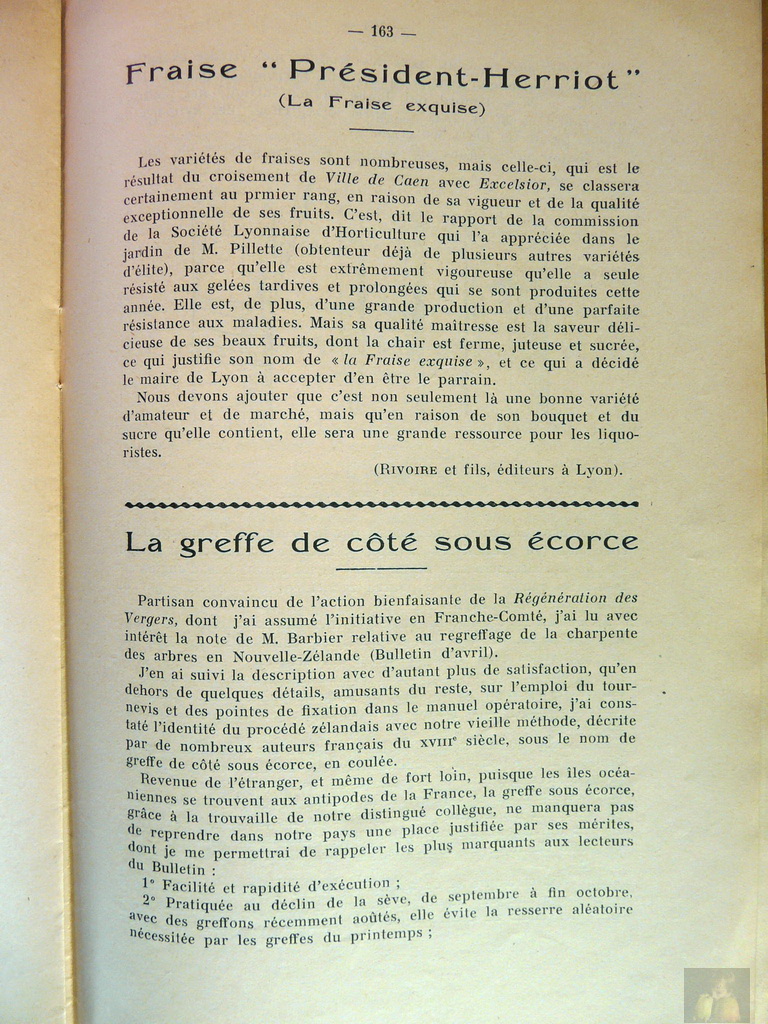 — 163 —
Fraise “ Président-Herriot ”
(La Fraise exquise)
Les variétés de fraises sont nombreuses, mais celle-ci, qui est le
résultat du croisement de Ville de Caen avec Excelsior, se classera
certainement au prmier rang, en raison de sa vigueur et de la qualité
exceptionnelle de ses fruits. C'est, dit le rapport de la commission
de la Société Lyonnaise d'Horticulture qui l'a appréciée dans le
jardin de M. Pillette (obtenteur déjà de plusieurs autres variétés
d'élite), parce qu'elle est extrêmement vigoureuse qu'elle a seule
résisté aux gelées tardives et prolongées qui se sont produites cette
année. Elle est, de plus, d'une grande production et d'une parfaite
résistance aux maladies. Mais sa qualité maîtresse est la saveur déli-
cieuse de ses beaux fruits, dont la chair est ferme, juteuse et sucrée,
ce qui justifie son nom de « la Fraise exquise », et ce qui a décidé
le maire de Lyon à accepter d'en être le parrain.
Nous devons ajouter que c'est non seulement là une bonne variété
d'amateur et de marché, mais qu'en raison de son bouquet et du
sucre qu'elle contient, elle sera une grande ressource pour les liquo-
ristes.
(RIVOIRE et fils, éditeurs à Lyon).
La greffe de côté sous écorce
Partisan convaincu de l'action bienfaisante de la Régénération des
Vergers, dont j'ai assumé l'initiative en Franche-Comté, j'ai lu avec
intérêt la note de M. Barbier relative au regreffage de la charpente
des arbres en Nouvelle-Zélande (Bulletin d'avril).
J'en ai suivi la description avec d'autant plus de satisfaction, qu'en
dehors de quelques détails, amusants du reste, sur l'emploi du tour-
nevis et des pointes de fixation dans le manuel opératoire, j'ai cons-
taté l'identité du procédé zélandais avec notre vieille méthode, décrite
par de nombreux auteurs français du XVIIIe siècle, sous le nom de
greffe de côté sous écorce, en coulée.
Revenue de l'étranger, et même de fort loin, puisque les îles océa-
niennes se trouvent aux antipodes de la France, la greffe sous écorce,
grâce à la trouvaille de notre distingué collègue, ne manquera pas
de reprendre dans notre pays une place justifiée par ses mérites,
dont je me permettrai de rappeler les plus marquants aux lecteurs
du Bulletin :
1° Facilité et rapidité d'exécution ;
2° Pratiquée au déclin de la sève, de septembre à fin octobre,
avec des greffons récemment aoûtés, elle évite la resserre aléatoire
nécessitée par les greffes du printemps ;